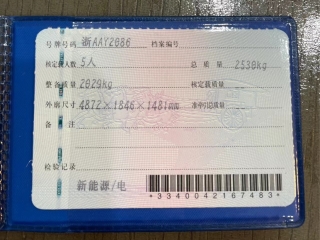 号牌号码 浙AAY2086 档案编号
核定载人数 5人 总质量 2530kg
整备质量 2029kg 核定载质量 --
外廓尺寸 4872×1846×1481mm 准牵引总质量 --
备注
检验记录
新能源/电
*3340042167483*